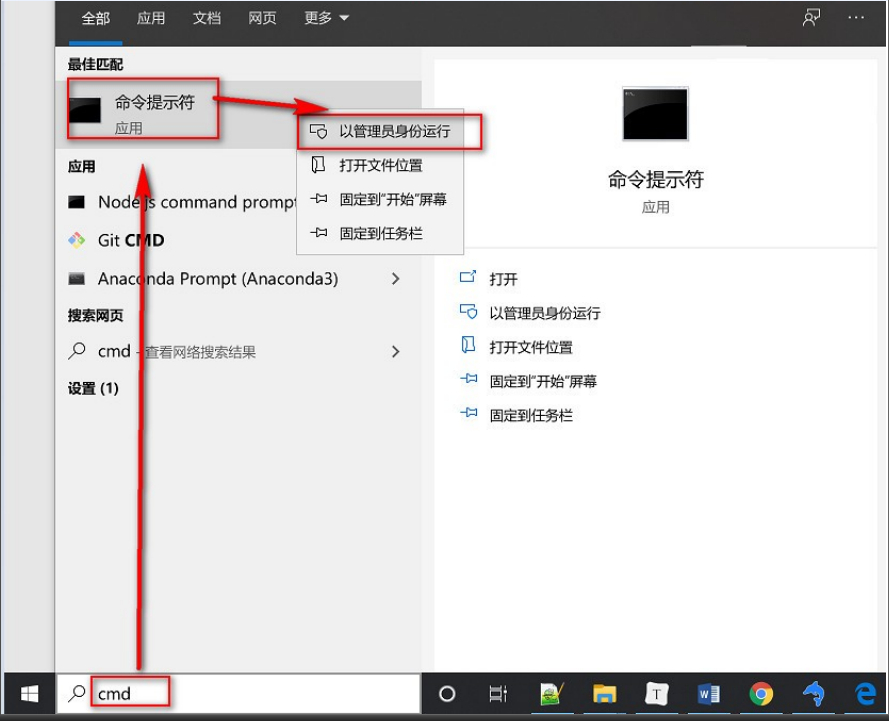 全部 应用 文档 网页 更多
最佳匹配
命令提示符
应用
以管理员身份运行
打开文件位置
固定到"开始"屏幕
固定到任务栏
应用
Node.js command prompt
Git CMD
Anaconda Prompt (Anaconda3)
搜索网页
cmd - 查看网络搜索结果
设置 (1)
命令提示符
应用
打开
以管理员身份运行
打开文件位置
固定到"开始"屏幕
固定到任务栏
cmd
T